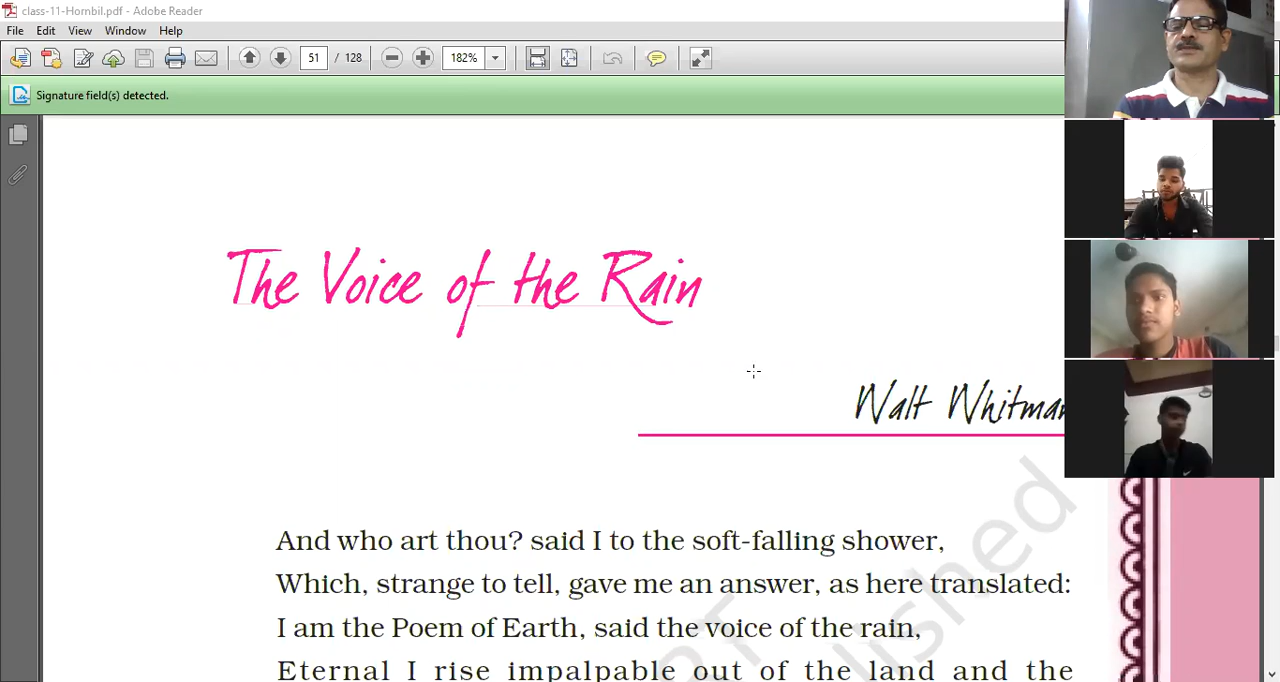 class-11-Hornbil.pdf - Adobe Reader
File Edit View Window Help
51 / 128 182%
Signature field(s) detected.
The Voice of the Rain
Walt Whitman
And who art thou? said I to the soft-falling shower,
Which, strange to tell, gave me an answer, as here translated:
I am the Poem of Earth, said the voice of the rain,
Eternal I rise impalpable out of the land and the